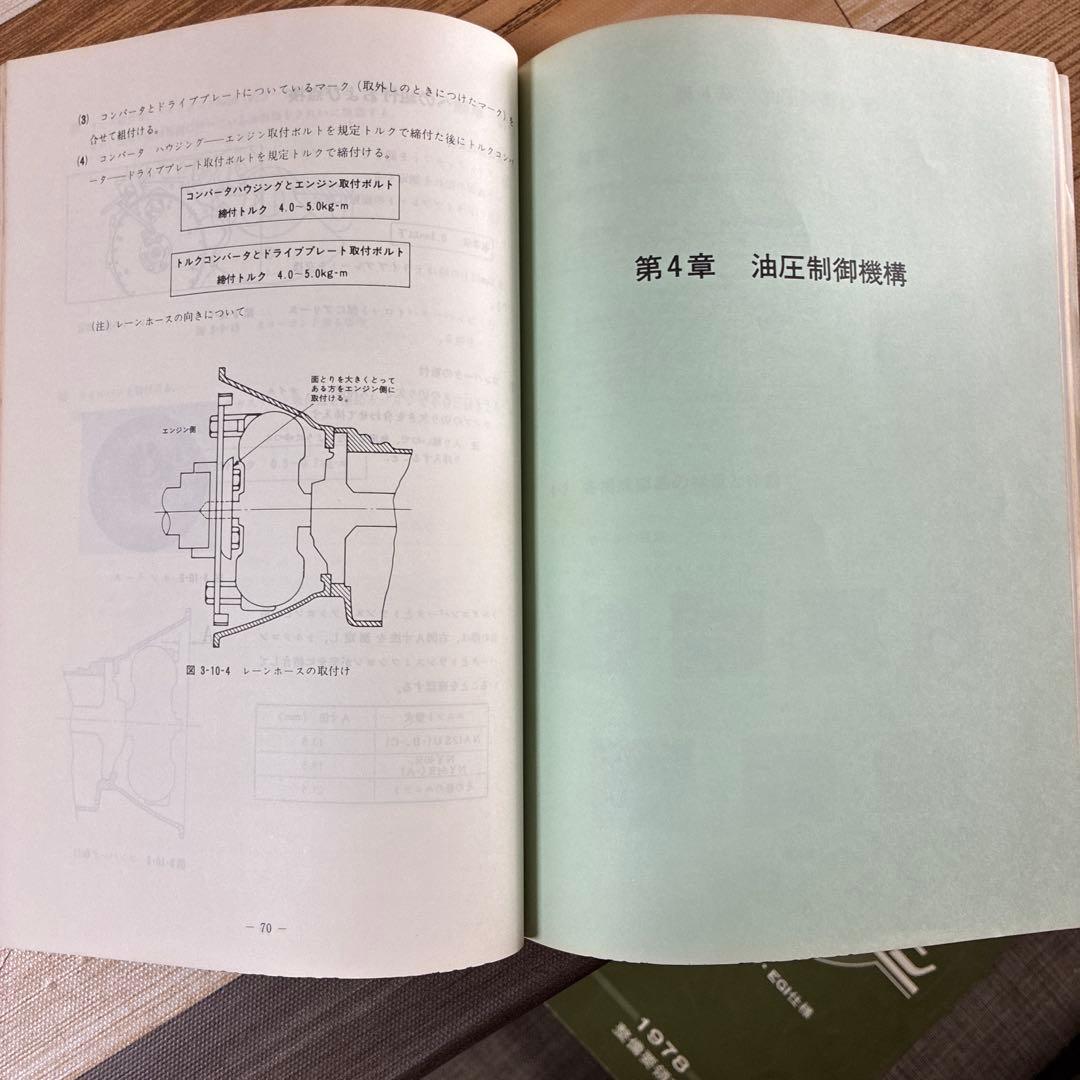 (3) コンバータとドライブプレートについているマーク(取外しのときにつけたマーク)を
合せて組付ける。
(4) コンバータ ハウジング――エンジン取付ボルトを規定トルクで締付た後にトルクコンバ
ータ――ドライブプレート取付ボルトを規定トルクで締付ける。
コンバータハウジングとエンジン取付ボルト
締付トルク 4.0~5.0kg-m
トルクコンバータとドライブプレート取付ボルト
締付トルク 4.0~5.0kg-m
(注) レーンホースの向きについて
面とりを大きくとって
ある方をエンジン側に
取付ける。
エンジン側
図 3-10-4 レーンホースの取付け
― 70 ―
第4章 油圧制御機構
EGI仕様
1978
整備要領